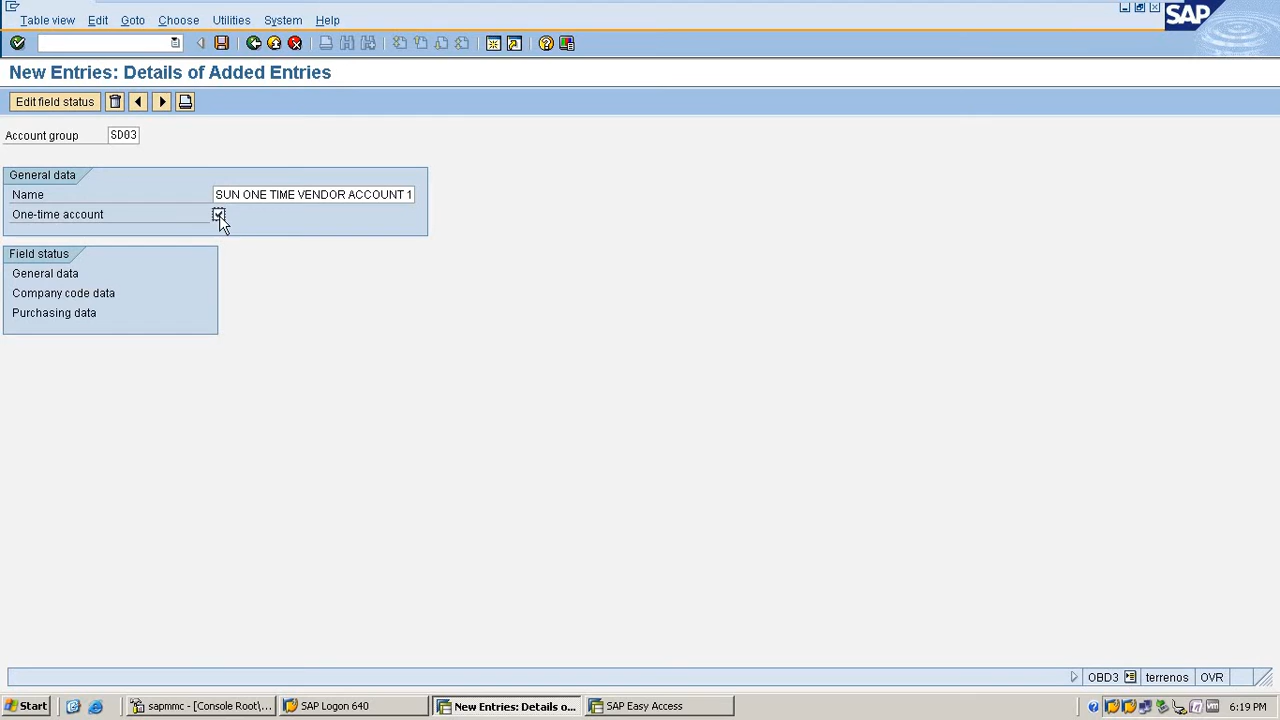 Table view Edit Goto Choose Utilities System Help
SAP
New Entries: Details of Added Entries
Edit field status
Account group SD03
General data
Name SUN ONE TIME VENDOR ACCOUNT 1
One-time account
Field status
General data
Company code data
Purchasing data
OBD3 terrenos OVR
Start sapmmc - [Console Root\... SAP Logon 640 New Entries: Details o... SAP Easy Access 6:19 PM